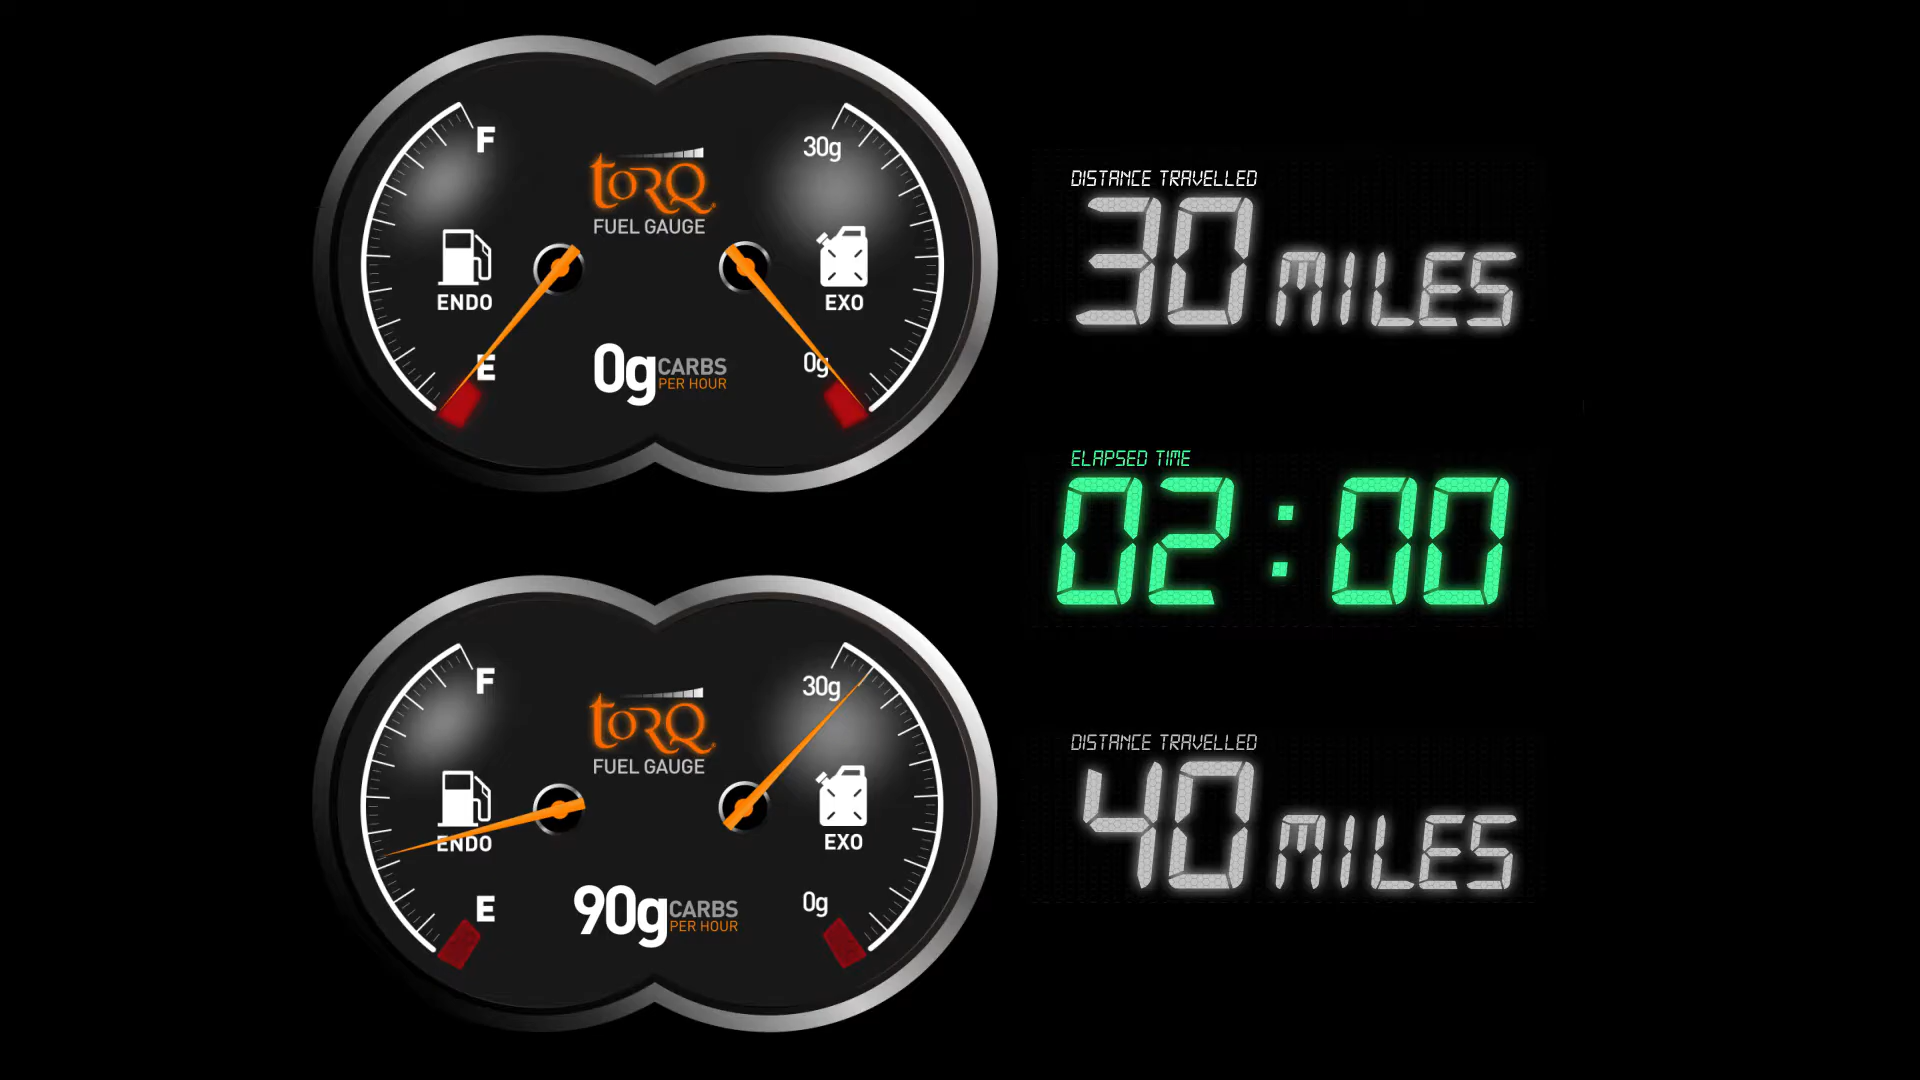 F
30g
torQ
FUEL GAUGE
ENDO
EXO
E
0g CARBS PER HOUR
0g
DISTANCE TRAVELLED
30 MILES
ELAPSED TIME
02:00
F
30g
torQ
FUEL GAUGE
ENDO
EXO
E
90g CARBS PER HOUR
0g
DISTANCE TRAVELLED
40 MILES